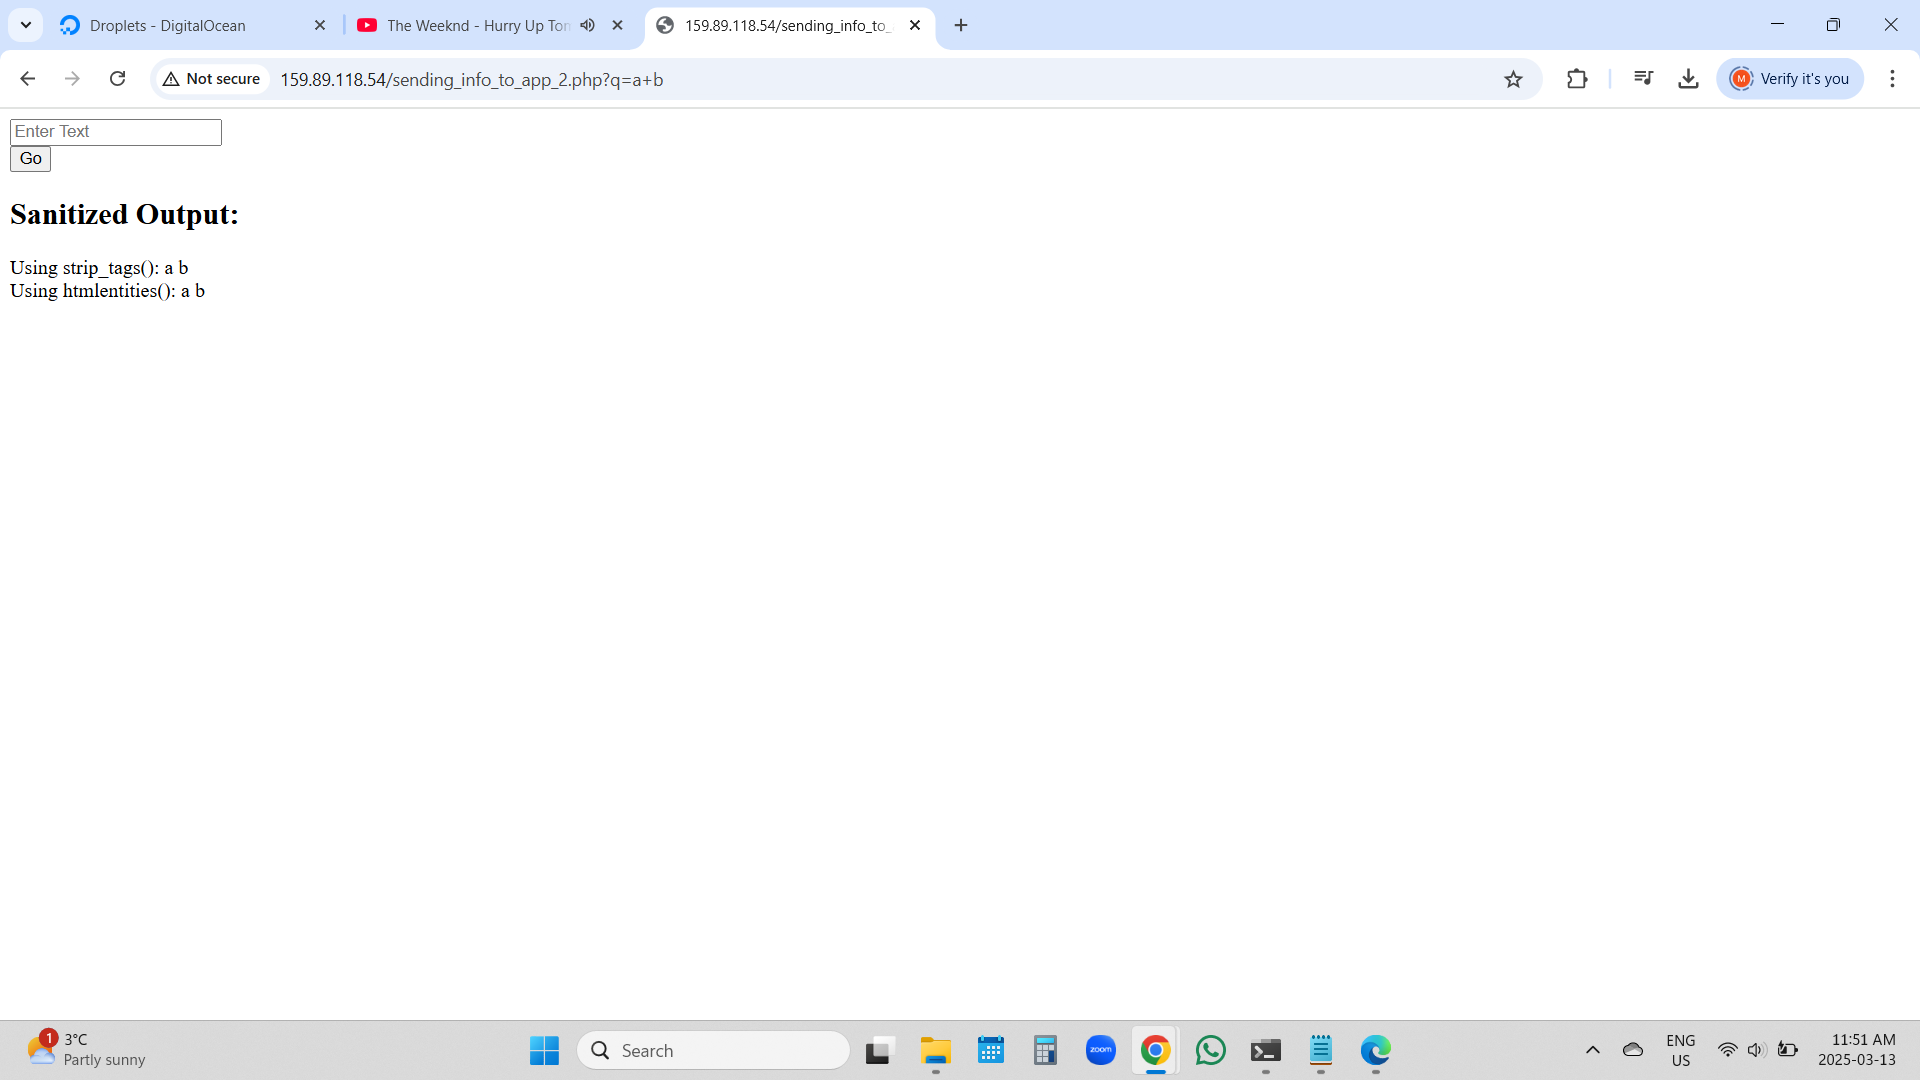 Droplets - DigitalOcean
The Weeknd - Hurry Up Tom
159.89.118.54/sending_info_to_
Not secure
159.89.118.54/sending_info_to_app_2.php?q=a+b
M
Verify it's you
Enter Text
Go
Sanitized Output:
Using strip_tags(): a b
Using htmlentities(): a b
1
3°C
Partly sunny
Search
zoom
ENG
US
11:51 AM
2025-03-13